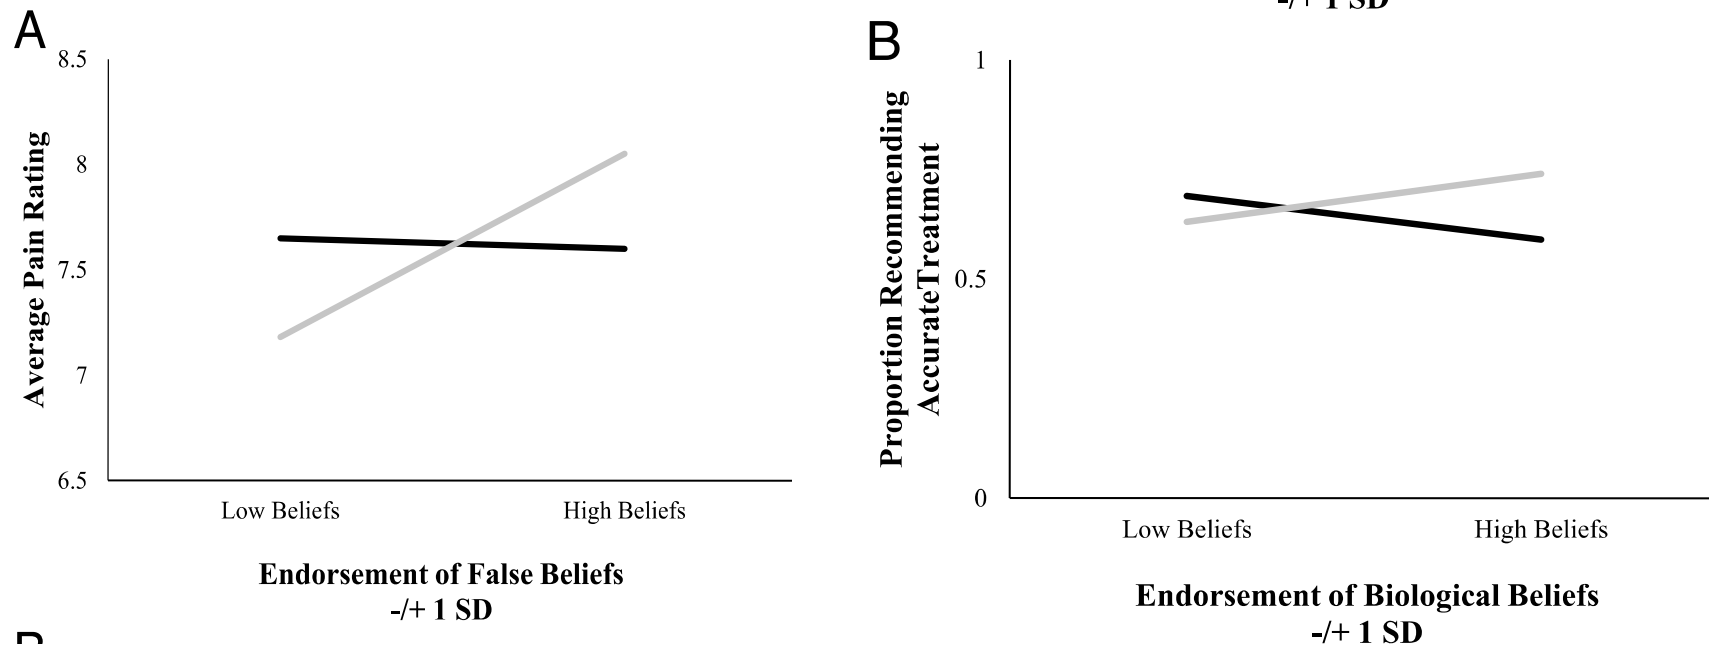 -/+ 1 SD
A
8.5
8
7.5
7
6.5
Average Pain Rating
Low Beliefs High Beliefs
Endorsement of False Beliefs
-/+ 1 SD
B
1
0.5
0
Proportion Recommending
AccurateTreatment
Low Beliefs High Beliefs
Endorsement of Biological Beliefs
-/+ 1 SD